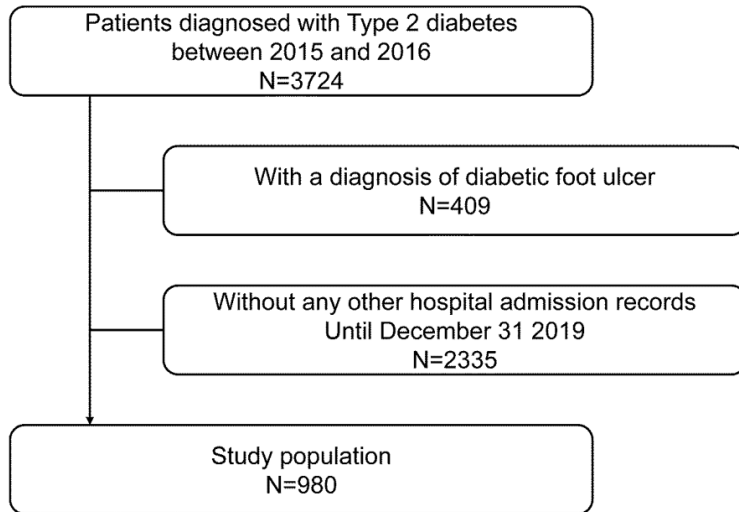 Patients diagnosed with Type 2 diabetes
between 2015 and 2016
N=3724
With a diagnosis of diabetic foot ulcer
N=409
Without any other hospital admission records
Until December 31 2019
N=2335
Study population
N=980